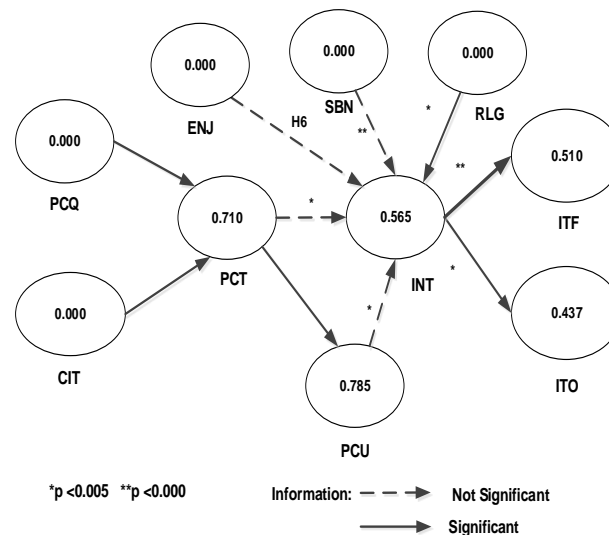 0.000
ENJ
0.000
SBN
0.000
RLG
0.000
PCQ
H6
**
*
**
0.510
ITF
0.710
PCT
*
0.565
INT
*
0.000
CIT
*
0.437
ITO
0.785
PCU
*p <0.005 **p <0.000
Information: Not Significant
Significant